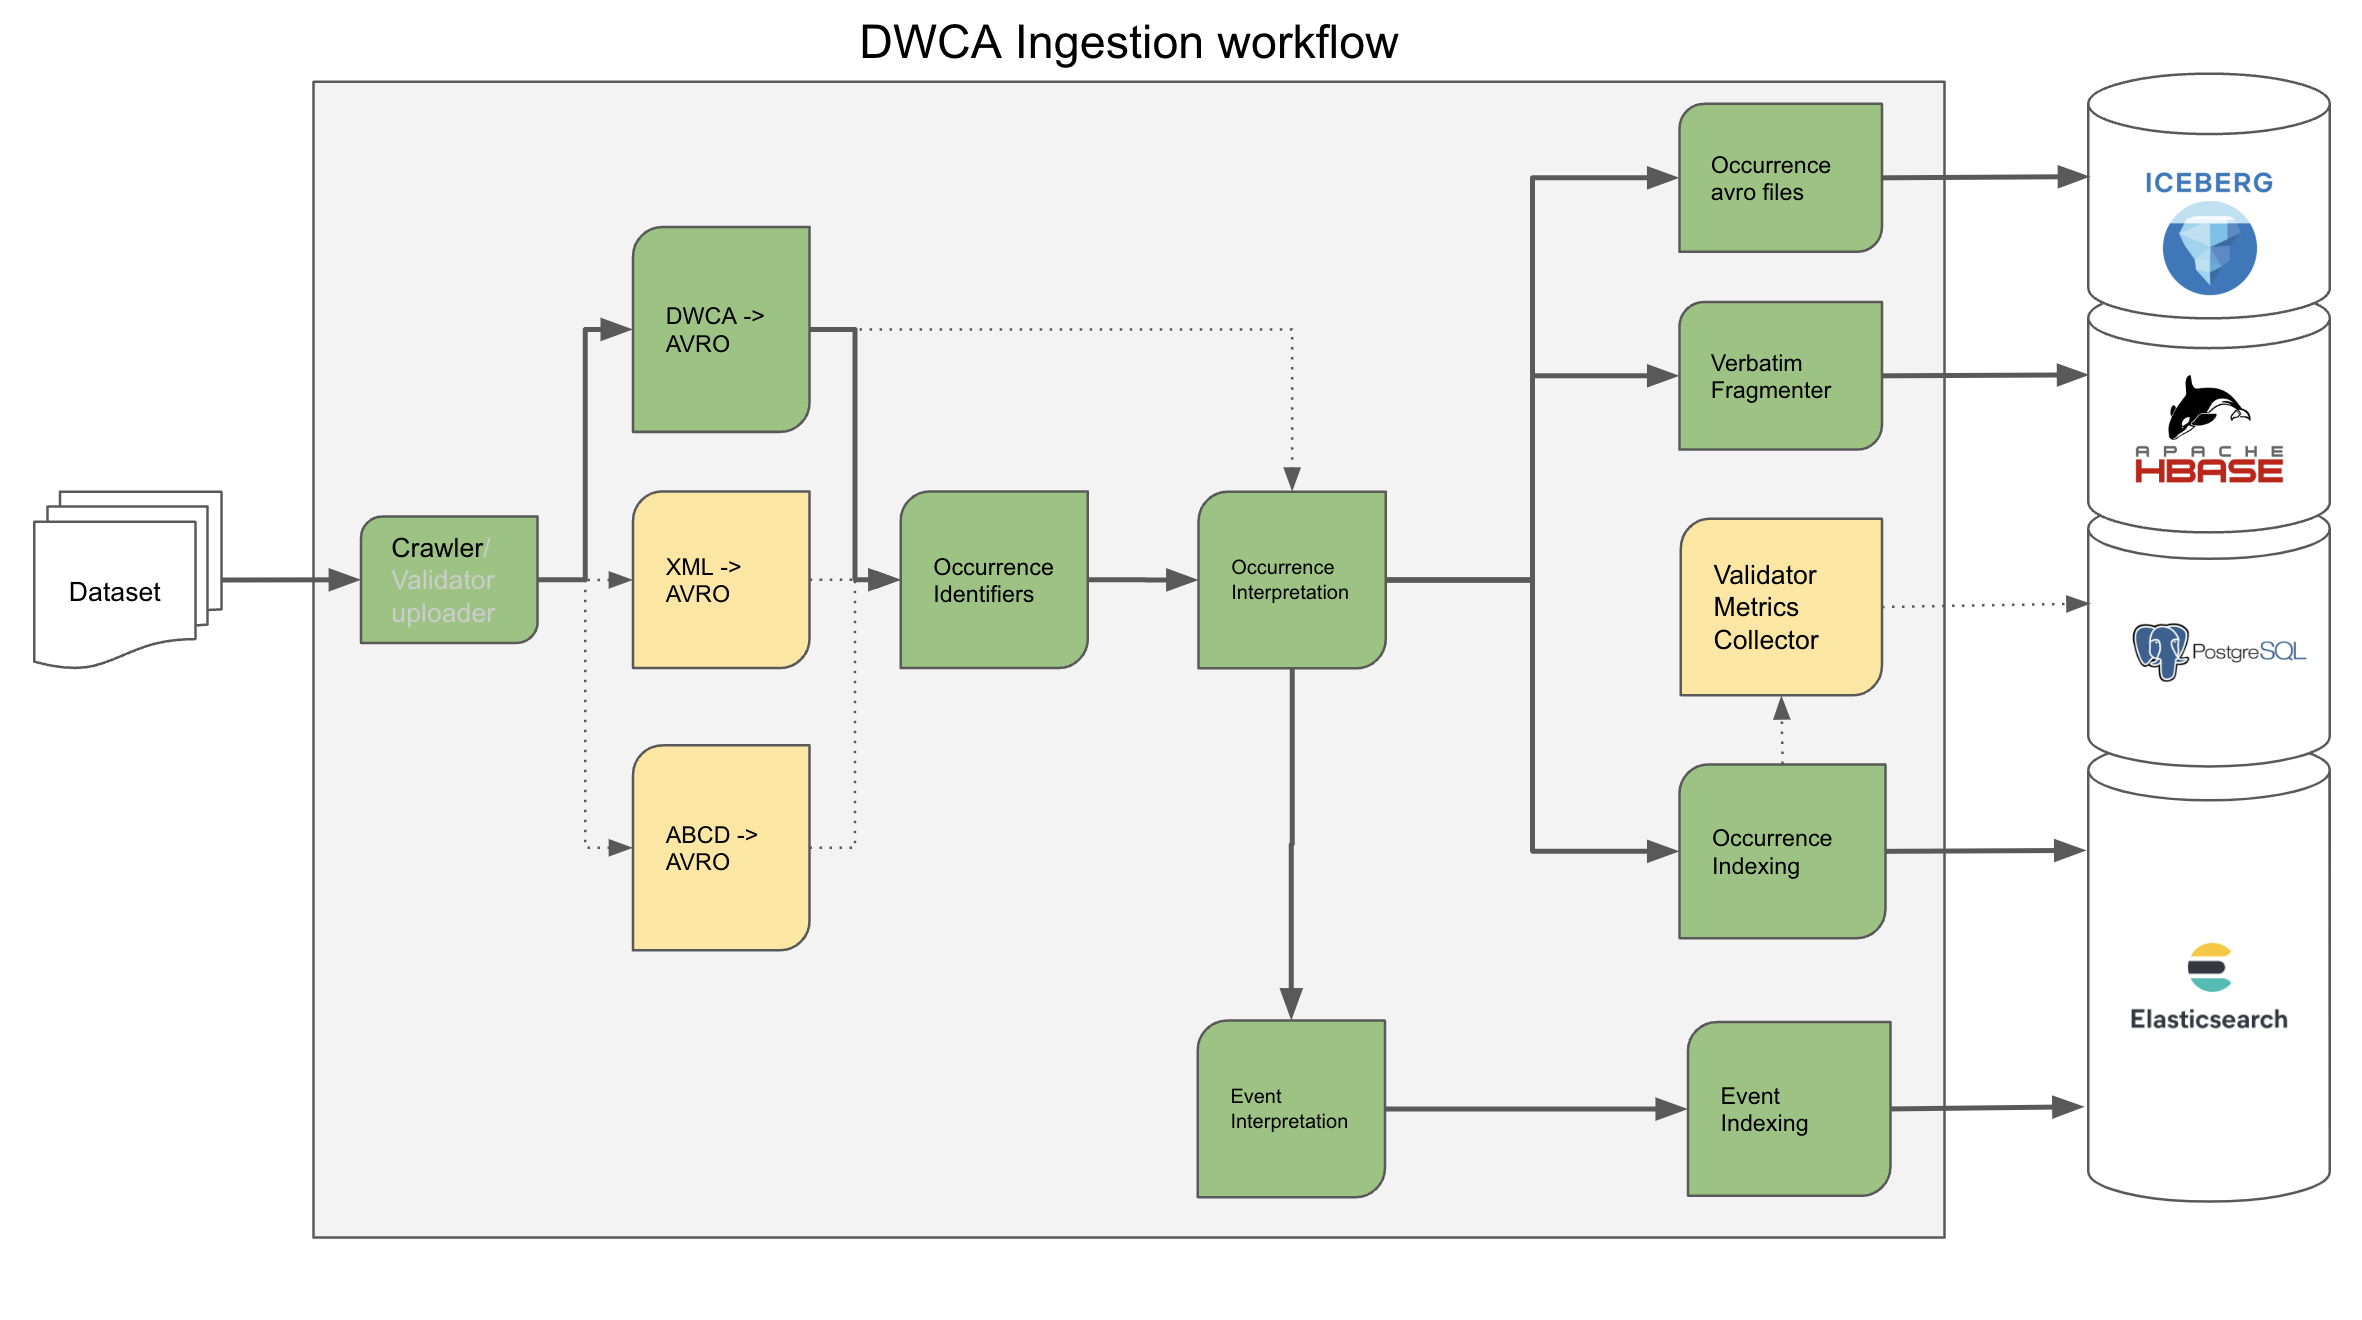 DWCA Ingestion workflow
Dataset
Crawler/
Validator
uploader
DWCA ->
AVRO
XML ->
AVRO
ABCD ->
AVRO
Occurrence
Identifiers
Occurrence
Interpretation
Event
Interpretation
Occurrence
avro files
Verbatim
Fragmenter
Validator
Metrics
Collector
Occurrence
Indexing
Event
Indexing
ICEBERG
APACHE
HBASE
PostgreSQL
Elasticsearch